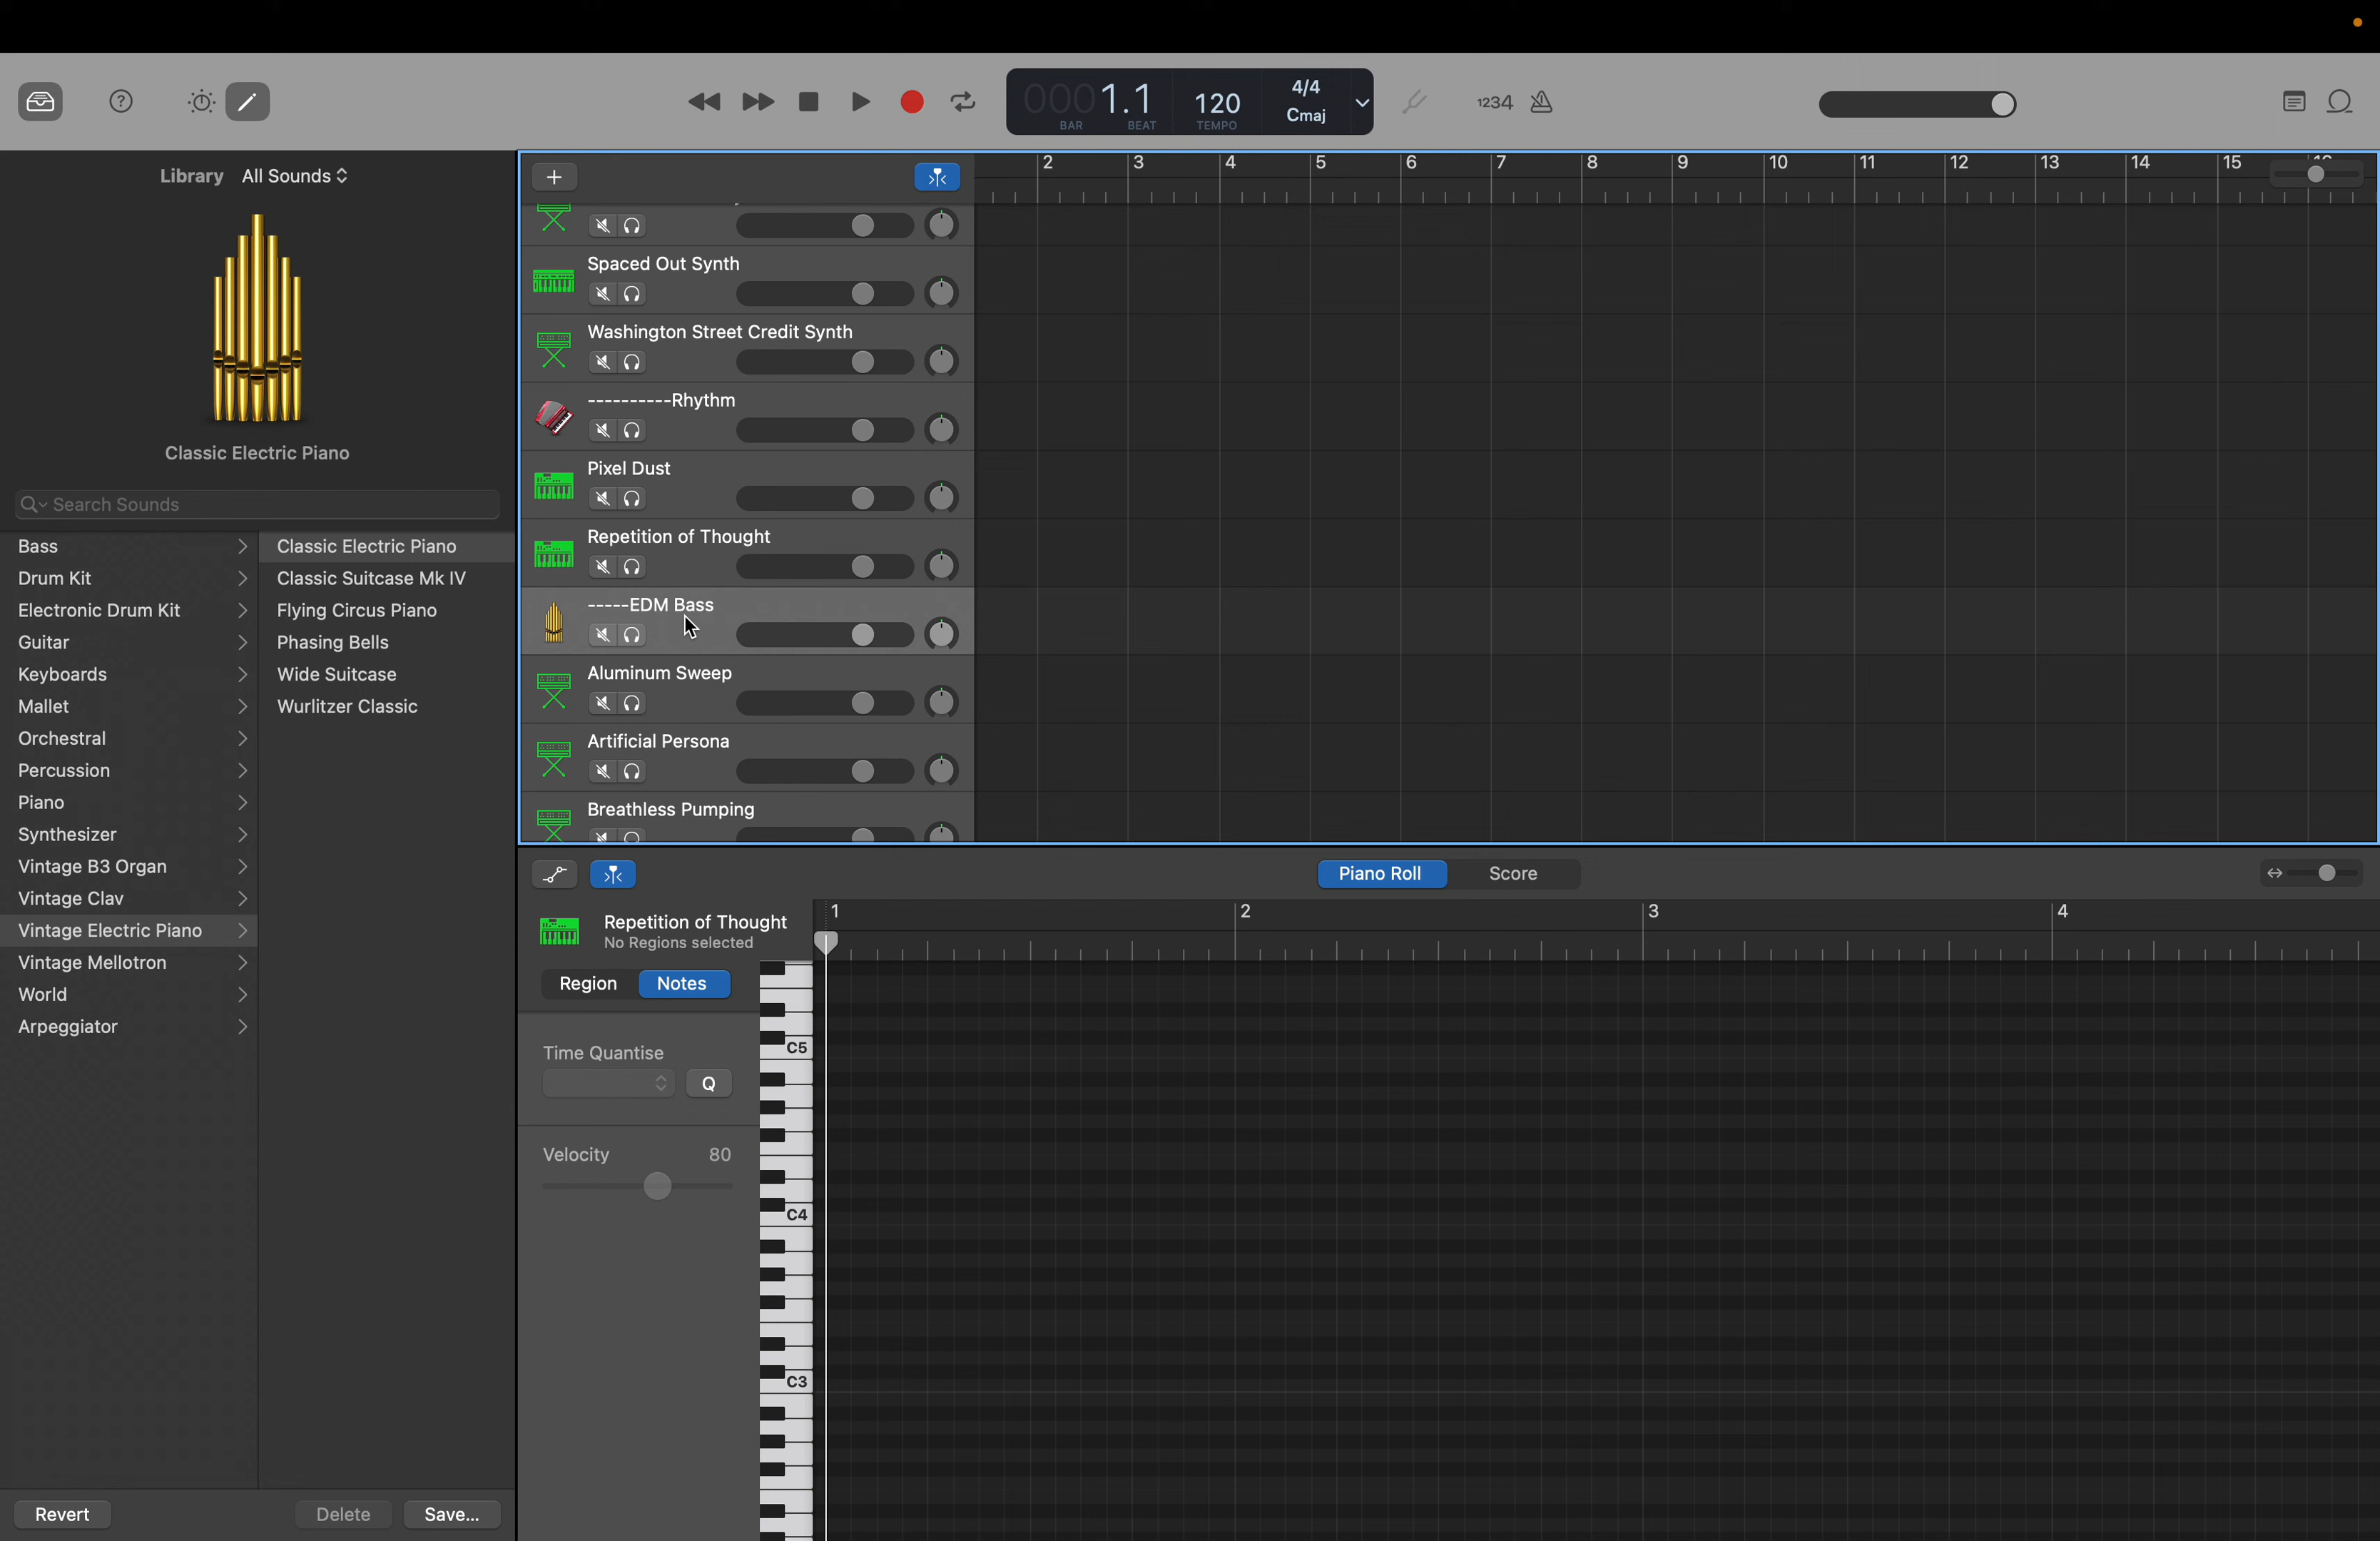 000 1.1
BAR BEAT
120
TEMPO
4/4
Cmaj
1234
Library All Sounds
Classic Electric Piano
Search Sounds
Bass
Drum Kit
Electronic Drum Kit
Guitar
Keyboards
Mallet
Orchestral
Percussion
Piano
Synthesizer
Vintage B3 Organ
Vintage Clav
Vintage Electric Piano
Vintage Mellotron
World
Arpeggiator
Classic Electric Piano
Classic Suitcase Mk IV
Flying Circus Piano
Phasing Bells
Wide Suitcase
Wurlitzer Classic
Revert Delete Save...
2 3 4 5 6 7 8 9 10 11 12 13 14 15
Spaced Out Synth
Washington Street Credit Synth
----------Rhythm
Pixel Dust
Repetition of Thought
-----EDM Bass
Aluminum Sweep
Artificial Persona
Breathless Pumping
Piano Roll Score
Repetition of Thought
No Regions selected
Region Notes
Time Quantise
Q
Velocity 80
1 2 3 4
C5
C4
C3